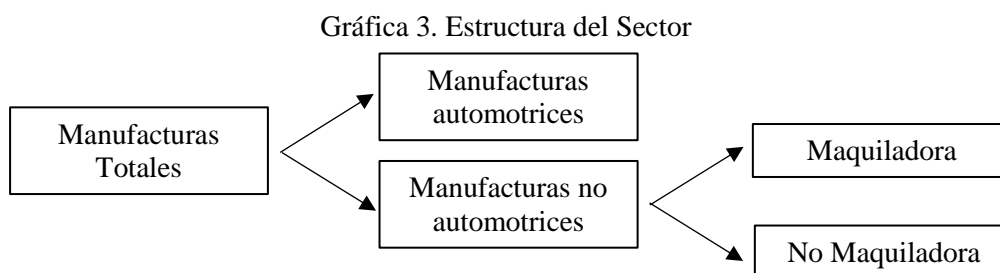 Gráfica 3. Estructura del Sector
Manufacturas
Totales
Manufacturas
automotrices
Manufacturas no
automotrices
Maquiladora
No Maquiladora